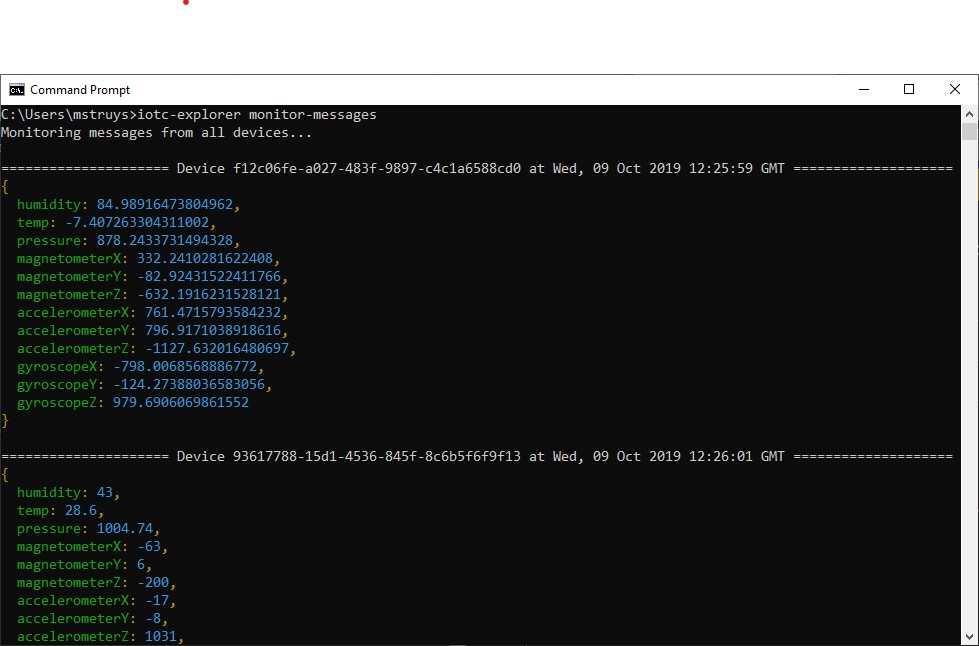 Command Prompt
C:\Users\mstruys>iotc-explorer monitor-messages
Monitoring messages from all devices...
===================== Device f12c06fe-a027-483f-9897-c4c1a6588cd0 at Wed, 09 Oct 2019 12:25:59 GMT ====================
{
  humidity: 84.98916473804962,
  temp: -7.407263304311002,
  pressure: 878.2433731494328,
  magnetometerX: 332.2410281622408,
  magnetometerY: -82.92431522411766,
  magnetometerZ: -632.1916231528121,
  accelerometerX: 761.4715793584232,
  accelerometerY: 796.9171038918616,
  accelerometerZ: -1127.632016480697,
  gyroscopeX: -798.0068568886772,
  gyroscopeY: -124.27388036583056,
  gyroscopeZ: 979.6906069861552
}
===================== Device 93617788-15d1-4536-845f-8c6b5f6f9f13 at Wed, 09 Oct 2019 12:26:01 GMT ====================
{
  humidity: 43,
  temp: 28.6,
  pressure: 1004.74,
  magnetometerX: -63,
  magnetometerY: 6,
  magnetometerZ: -200,
  accelerometerX: -17,
  accelerometerY: -8,
  accelerometerZ: 1031,